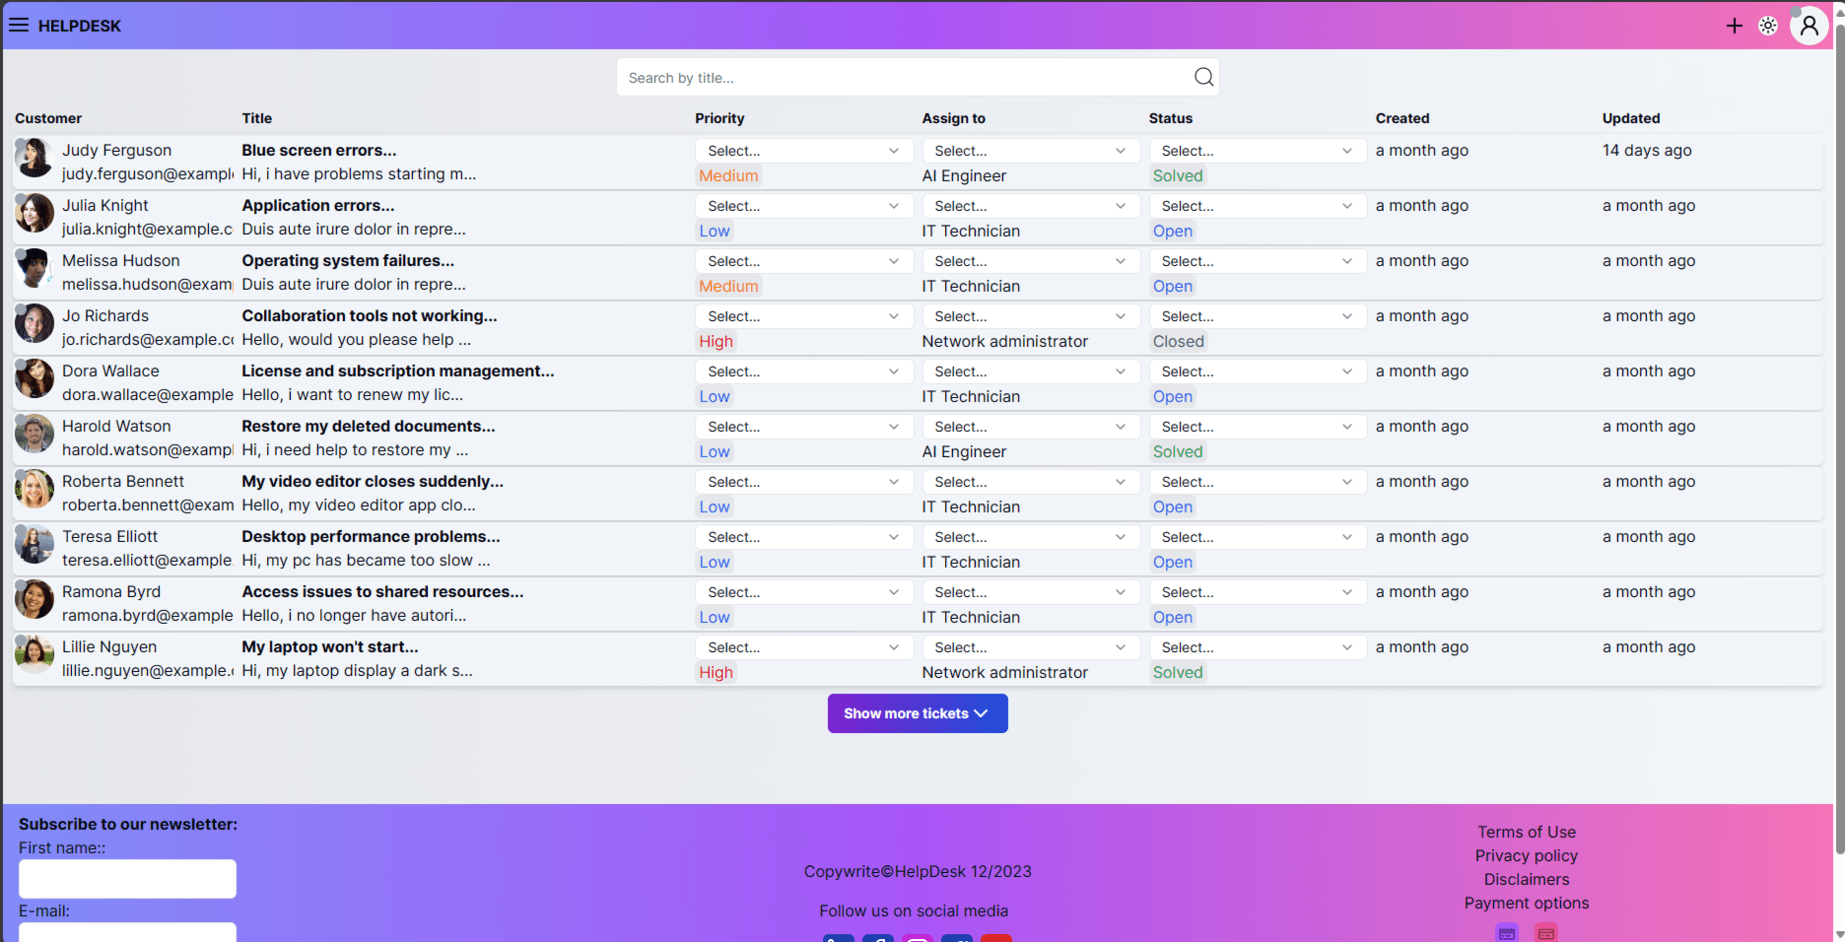 HELPDESK
Search by title...
Customer Title Priority Assign to Status Created Updated
Judy Ferguson Blue screen errors... Select... Select... Select... a month ago 14 days ago
judy.ferguson@exampl Hi, i have problems starting m... Medium AI Engineer Solved
Julia Knight Application errors... Select... Select... Select... a month ago a month ago
julia.knight@example.c Duis aute irure dolor in repre... Low IT Technician Open
Melissa Hudson Operating system failures... Select... Select... Select... a month ago a month ago
melissa.hudson@exam Duis aute irure dolor in repre... Medium IT Technician Open
Jo Richards Collaboration tools not working... Select... Select... Select... a month ago a month ago
jo.richards@example.c Hello, would you please help ... High Network administrator Closed
Dora Wallace License and subscription management... Select... Select... Select... a month ago a month ago
dora.wallace@example Hello, i want to renew my lic... Low IT Technician Open
Harold Watson Restore my deleted documents... Select... Select... Select... a month ago a month ago
harold.watson@exampl Hi, i need help to restore my ... Low AI Engineer Solved
Roberta Bennett My video editor closes suddenly... Select... Select... Select... a month ago a month ago
roberta.bennett@exam Hello, my video editor app clo... Low IT Technician Open
Teresa Elliott Desktop performance problems... Select... Select... Select... a month ago a month ago
teresa.elliott@example. Hi, my pc has became too slow ... Low IT Technician Open
Ramona Byrd Access issues to shared resources... Select... Select... Select... a month ago a month ago
ramona.byrd@example Hello, i no longer have autori... Low IT Technician Open
Lillie Nguyen My laptop won't start... Select... Select... Select... a month ago a month ago
lillie.nguyen@example. Hi, my laptop display a dark s... High Network administrator Solved
Show more tickets
Subscribe to our newsletter:
First name::
E-mail:
Copywrite©HelpDesk 12/2023
Follow us on social media
Terms of Use
Privacy policy
Disclaimers
Payment options